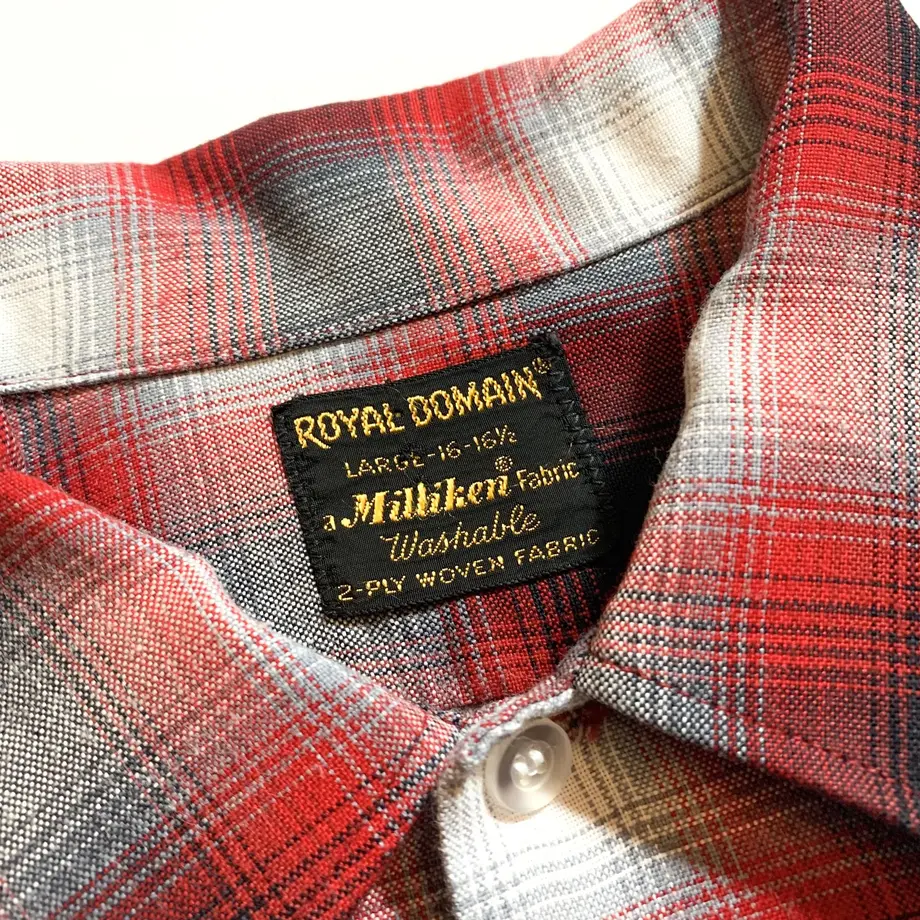 ROYAL DOMAIN®
LARGE-16-16½
a Milliken® Fabric
Washable
2-PLY WOVEN FABRIC